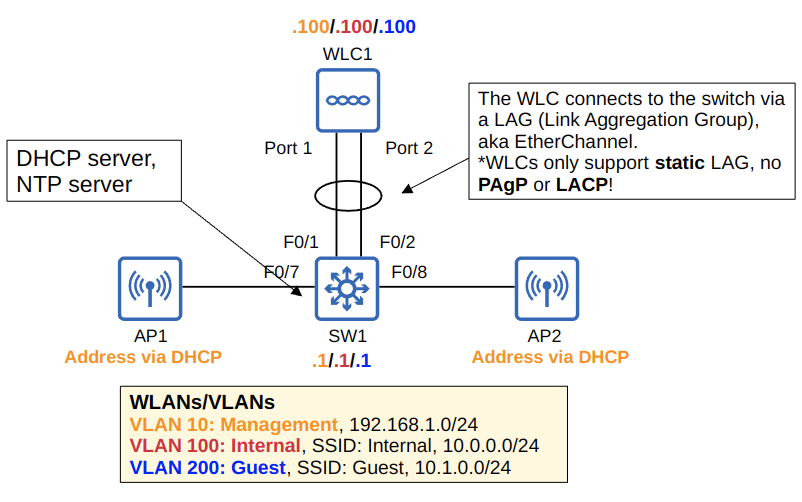 .100/.100/.100
WLC1
The WLC connects to the switch via
a LAG (Link Aggregation Group),
aka EtherChannel.
*WLCs only support static LAG, no
PAgP or LACP!
Port 1
Port 2
DHCP server,
NTP server
F0/1
F0/2
F0/7
F0/8
AP1
Address via DHCP
SW1
.1/.1/.1
AP2
Address via DHCP
WLANs/VLANs
VLAN 10: Management, 192.168.1.0/24
VLAN 100: Internal, SSID: Internal, 10.0.0.0/24
VLAN 200: Guest, SSID: Guest, 10.1.0.0/24